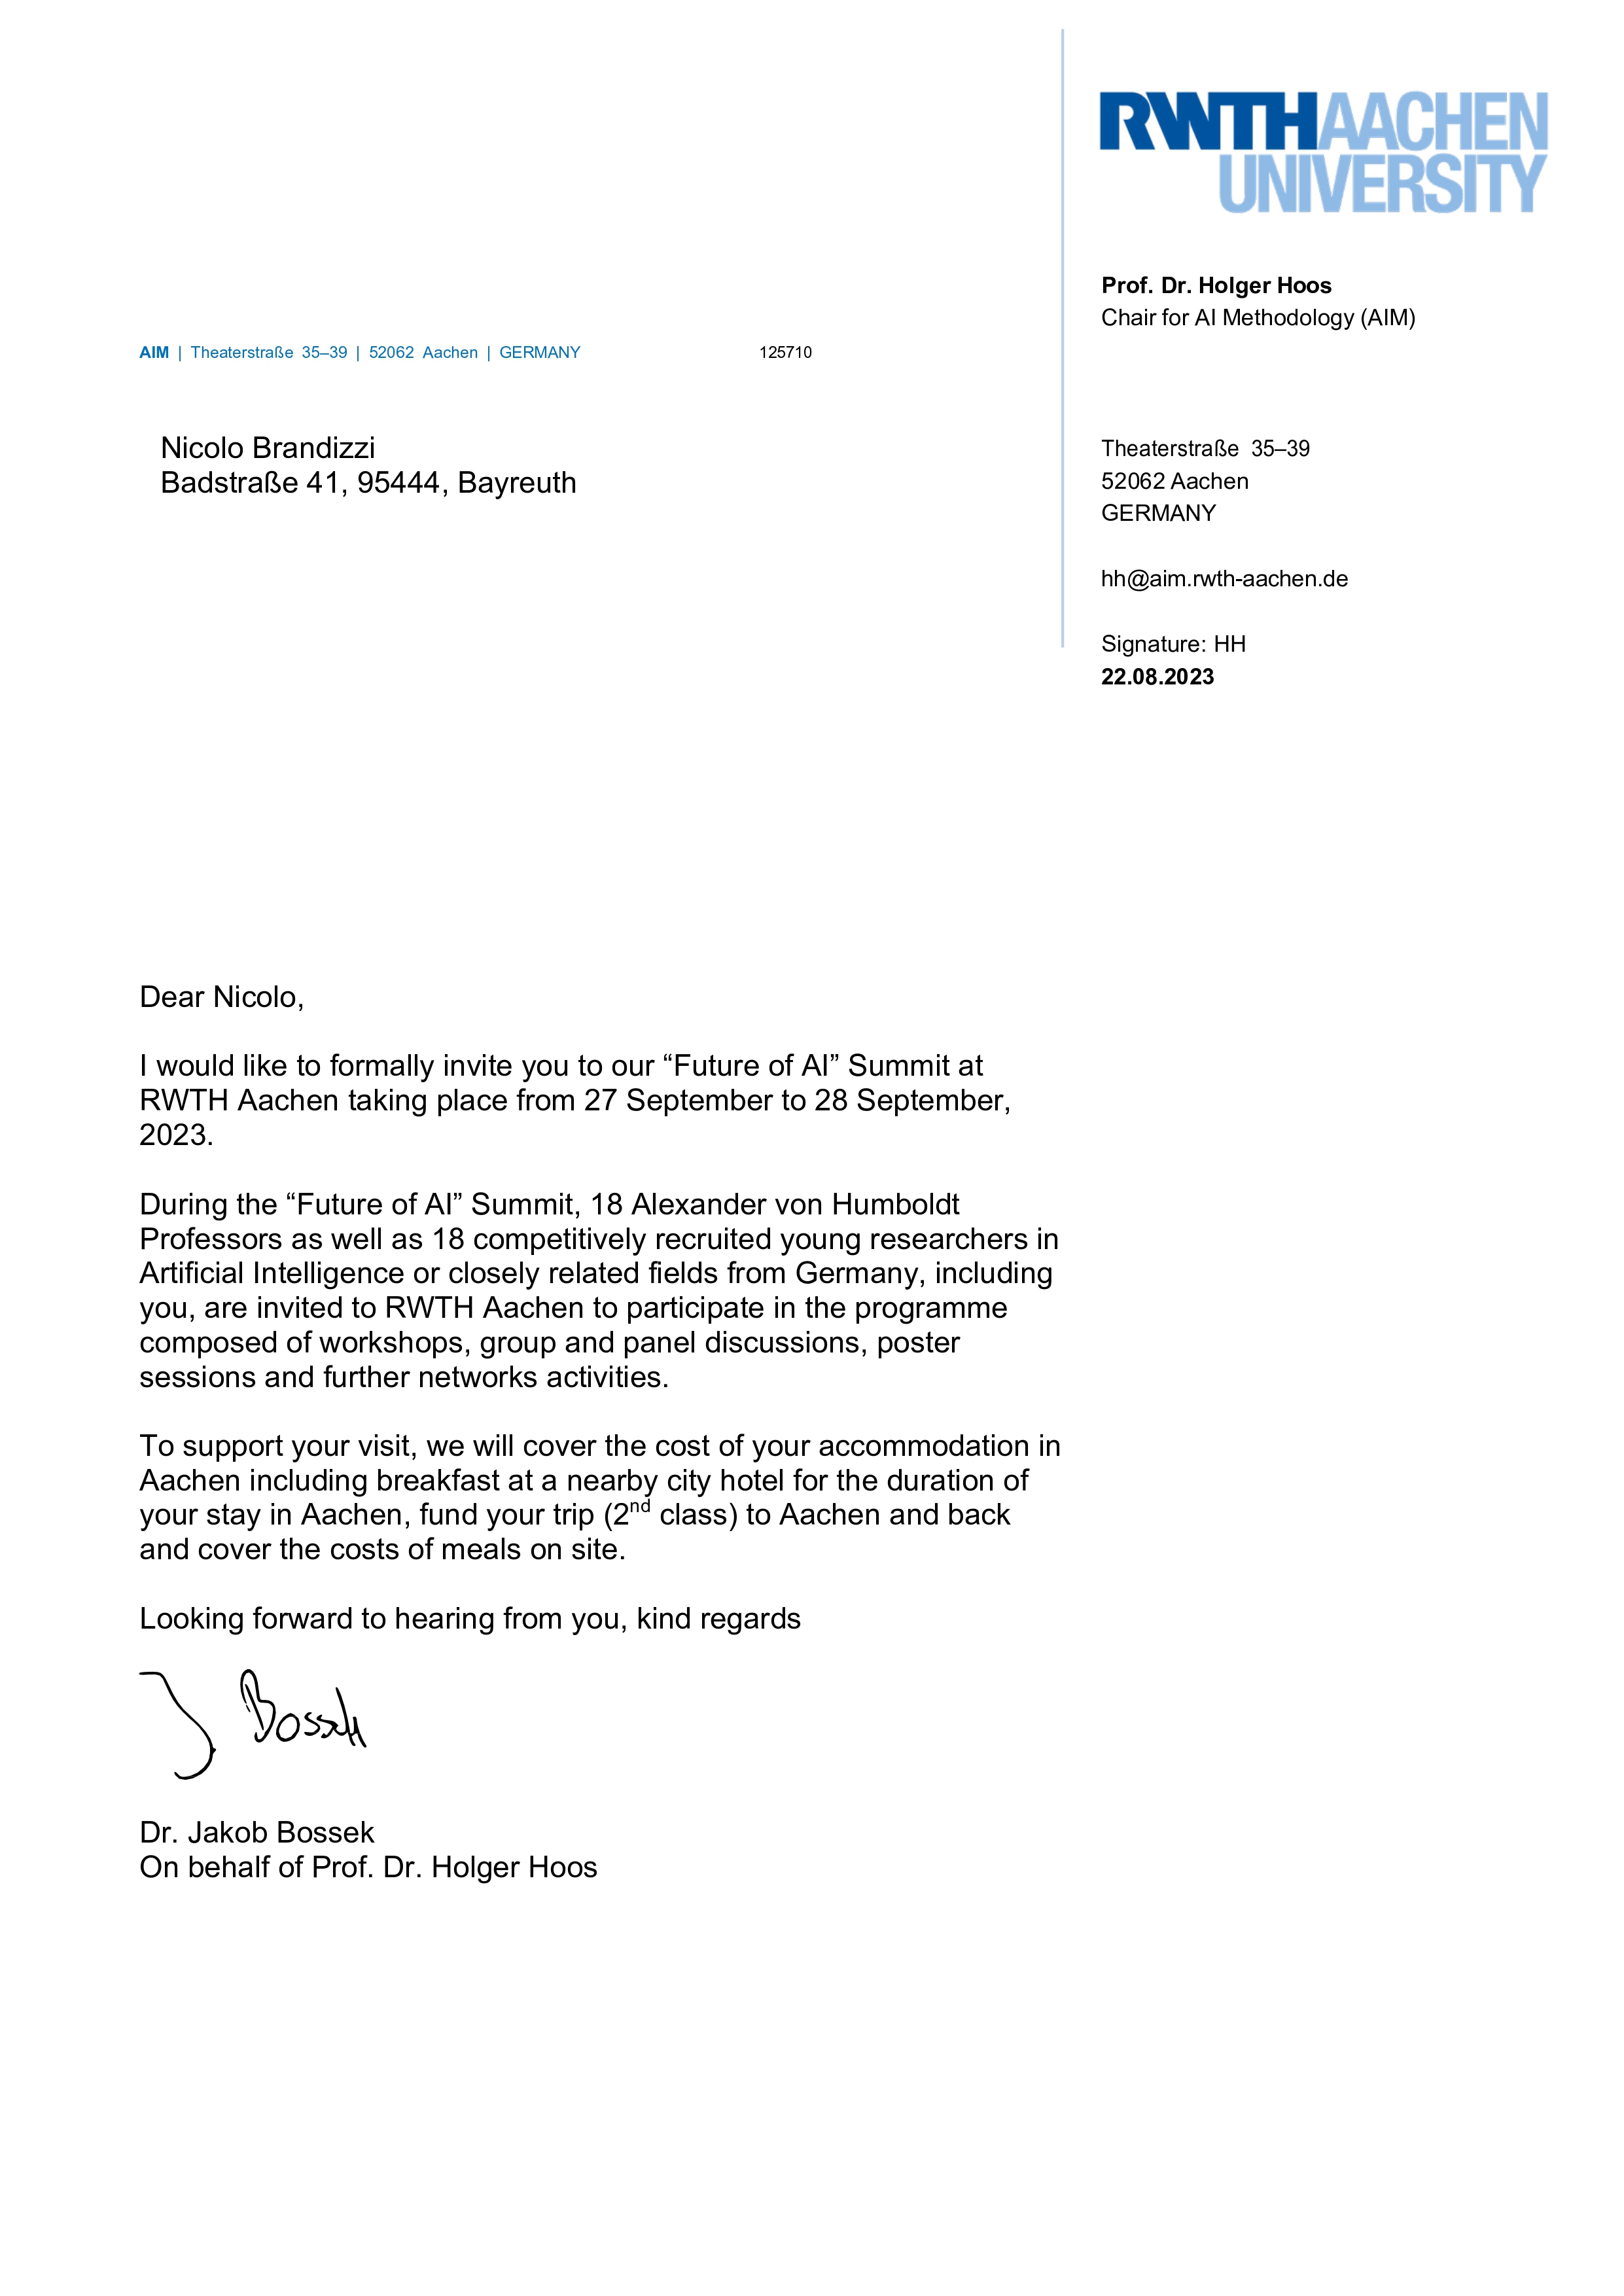 RWTHAACHEN
UNIVERSITY
Prof. Dr. Holger Hoos
Chair for AI Methodology (AIM)
AIM | Theaterstraße 35–39 | 52062 Aachen | GERMANY 125710
Nicolo Brandizzi
Badstraße 41, 95444, Bayreuth
Theaterstraße 35–39
52062 Aachen
GERMANY
hh@aim.rwth-aachen.de
Signature: HH
22.08.2023
Dear Nicolo,
I would like to formally invite you to our “Future of AI” Summit at
RWTH Aachen taking place from 27 September to 28 September,
2023.
During the “Future of AI” Summit, 18 Alexander von Humboldt
Professors as well as 18 competitively recruited young researchers in
Artificial Intelligence or closely related fields from Germany, including
you, are invited to RWTH Aachen to participate in the programme
composed of workshops, group and panel discussions, poster
sessions and further networks activities.
To support your visit, we will cover the cost of your accommodation in
Aachen including breakfast at a nearby city hotel for the duration of
your stay in Aachen, fund your trip (2nd class) to Aachen and back
and cover the costs of meals on site.
Looking forward to hearing from you, kind regards
J Bossek
Dr. Jakob Bossek
On behalf of Prof. Dr. Holger Hoos